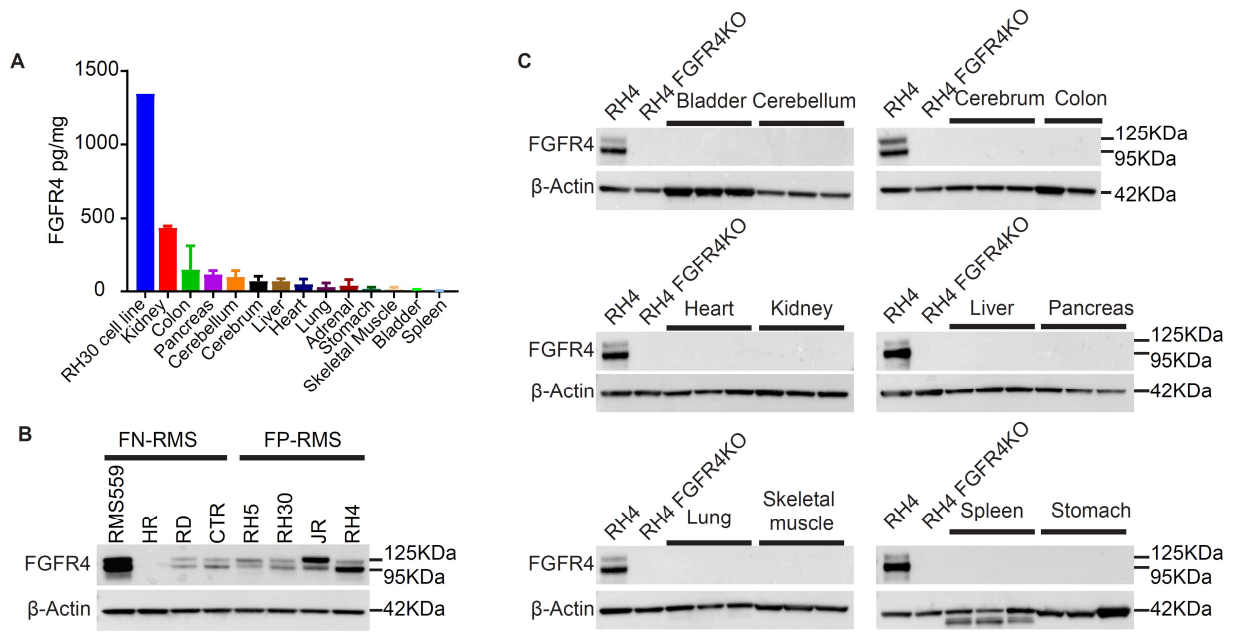 A
FGFR4 pg/mg
1500
1000
500
0
RH30 cell line
Kidney
Colon
Pancreas
Cerebellum
Cerebrum
Liver
Heart
Lung
Adrenal
Stomach
Skeletal Muscle
Bladder
Spleen
B
FN-RMS FP-RMS
RMS559 HR RD CTR RH5 RH30 JR RH4
FGFR4
125KDa
95KDa
β-Actin 42KDa
C
RH4 RH4 FGFR4KO Bladder Cerebellum
RH4 RH4 FGFR4KO Cerebrum Colon
FGFR4
125KDa
95KDa
β-Actin 42KDa
RH4 RH4 FGFR4KO Heart Kidney
RH4 RH4 FGFR4KO Liver Pancreas
FGFR4
125KDa
95KDa
β-Actin 42KDa
RH4 RH4 FGFR4KO Lung Skeletal
muscle
RH4 RH4 FGFR4KO Spleen Stomach
FGFR4
125KDa
95KDa
β-Actin 42KDa